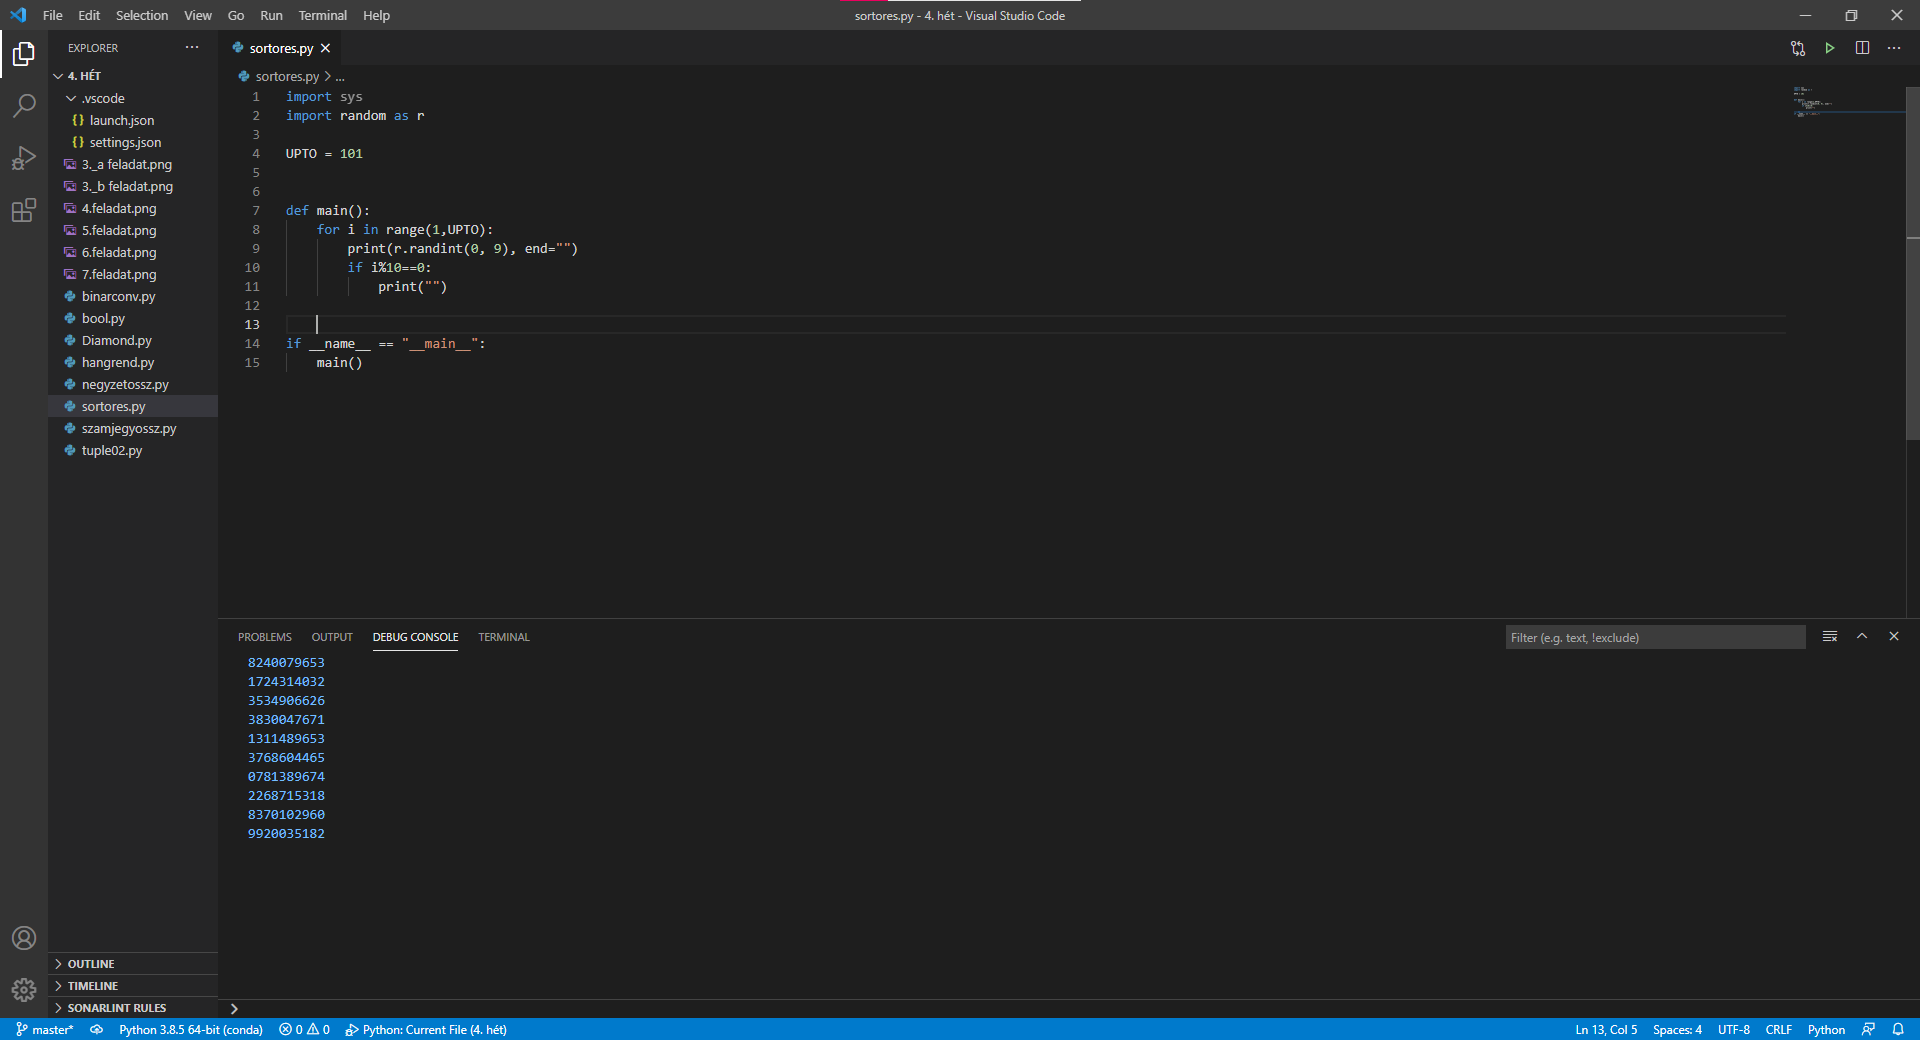 File Edit Selection View Go Run Terminal Help
sortores.py - 4. hét - Visual Studio Code
EXPLORER
4. HÉT
.vscode
launch.json
settings.json
3._a feladat.png
3._b feladat.png
4.feladat.png
5.feladat.png
6.feladat.png
7.feladat.png
binarconv.py
bool.py
Diamond.py
hangrend.py
negyzetossz.py
sortores.py
szamjegyossz.py
tuple02.py
OUTLINE
TIMELINE
SONARLINT RULES
sortores.py
sortores.py > ...
1 import sys
2 import random as r
3
4 UPTO = 101
5
6
7 def main():
8 for i in range(1,UPTO):
9 print(r.randint(0, 9), end="")
10 if i%10==0:
11 print("")
12
13
14 if __name__ == "__main__":
15 main()
PROBLEMS OUTPUT DEBUG CONSOLE TERMINAL
Filter (e.g. text, !exclude)
8240079653
1724314032
3534906626
3830047671
1311489653
3768604465
0781389674
2268715318
8370102960
9920035182
master* Python 3.8.5 64-bit (conda) 0 0 Python: Current File (4. hét) Ln 13, Col 5 Spaces: 4 UTF-8 CRLF Python